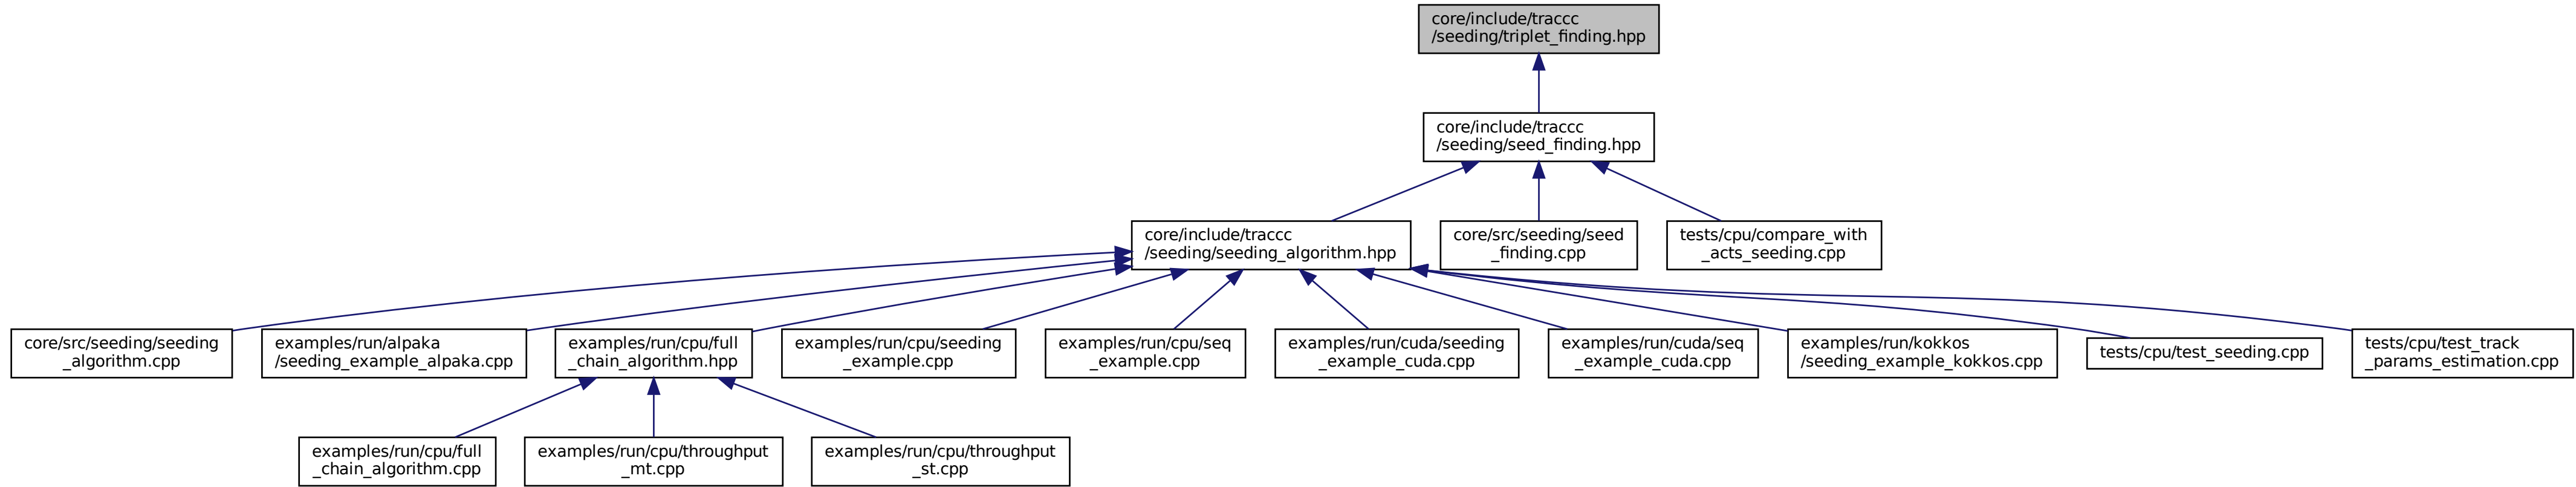 core/include/traccc
/seeding/triplet_finding.hpp
core/include/traccc
/seeding/seed_finding.hpp
core/include/traccc
/seeding/seeding_algorithm.hpp
core/src/seeding/seed
_finding.cpp
tests/cpu/compare_with
_acts_seeding.cpp
core/src/seeding/seeding
_algorithm.cpp
examples/run/alpaka
/seeding_example_alpaka.cpp
examples/run/cpu/full
_chain_algorithm.hpp
examples/run/cpu/seeding
_example.cpp
examples/run/cpu/seq
_example.cpp
examples/run/cuda/seeding
_example_cuda.cpp
examples/run/cuda/seq
_example_cuda.cpp
examples/run/kokkos
/seeding_example_kokkos.cpp
tests/cpu/test_seeding.cpp
tests/cpu/test_track
_params_estimation.cpp
examples/run/cpu/full
_chain_algorithm.cpp
examples/run/cpu/throughput
_mt.cpp
examples/run/cpu/throughput
_st.cpp